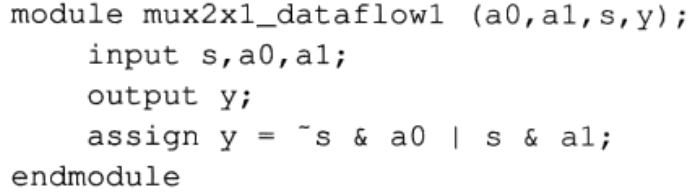 module mux2x1_dataflow1 (a0,a1,s,y);
input s,a0,a1;
output y;
assign y = ~s & a0 | s & a1;
endmodule